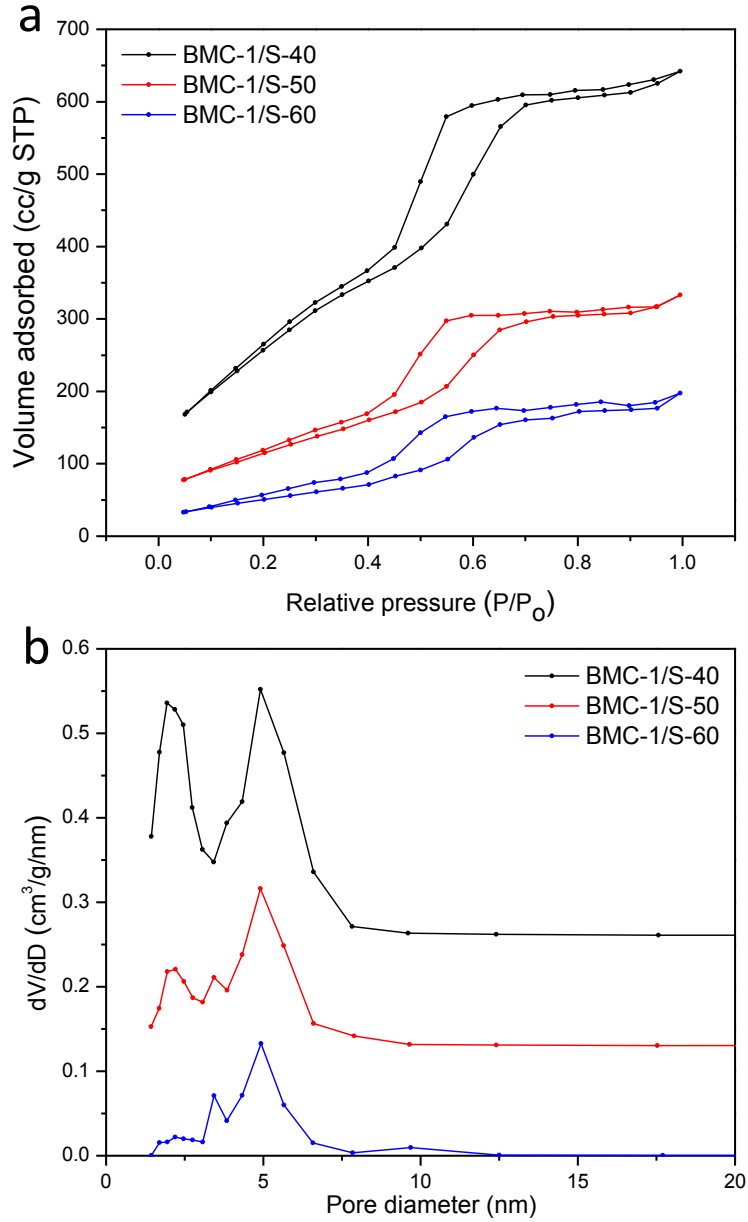 a
700
600
500
400
300
200
100
0
Volume adsorbed (cc/g STP)
BMC-1/S-40
BMC-1/S-50
BMC-1/S-60
0.0 0.2 0.4 0.6 0.8 1.0
Relative pressure (P/Po)
b
0.6
0.5
0.4
0.3
0.2
0.1
0.0
dV/dD (cm³/g/nm)
BMC-1/S-40
BMC-1/S-50
BMC-1/S-60
0 5 10 15 20
Pore diameter (nm)